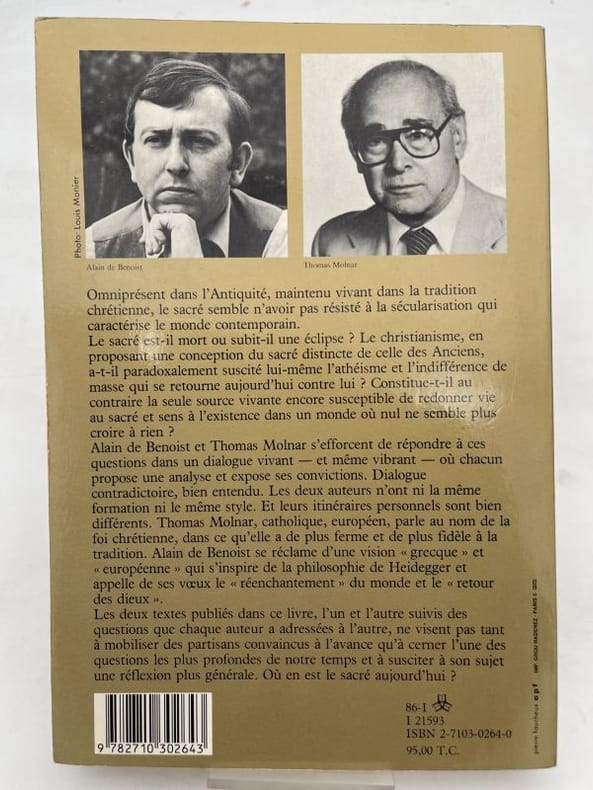 Photo: Louis Monier
Alain de Benoist
Thomas Molnar
Omniprésent dans l'Antiquité, maintenu vivant dans la tradition
chrétienne, le sacré semble n'avoir pas résisté à la sécularisation qui
caractérise le monde contemporain.
Le sacré est-il mort ou subit-il une éclipse ? Le christianisme, en
proposant une conception du sacré distincte de celle des Anciens,
a-t-il paradoxalement suscité lui-même l'athéisme et l'indifférence de
masse qui se retourne aujourd'hui contre lui ? Constitue-t-il au
contraire la seule source vivante encore susceptible de redonner vie
au sacré et sens à l'existence dans un monde où nul ne semble plus
croire à rien ?
Alain de Benoist et Thomas Molnar s'efforcent de répondre à ces
questions dans un dialogue vivant — et même vibrant — où chacun
propose une analyse et expose ses convictions. Dialogue
contradictoire, bien entendu. Les deux auteurs n'ont ni la même
formation ni le même style. Et leurs itinéraires personnels sont bien
différents. Thomas Molnar, catholique, européen, parle au nom de la
foi chrétienne, dans ce qu'elle a de plus ferme et de plus fidèle à la
tradition. Alain de Benoist se réclame d'une vision « grecque » et
« européenne » qui s'inspire de la philosophie de Heidegger et
appelle de ses vœux le « réenchantement » du monde et le « retour
des dieux ».
Les deux textes publiés dans ce livre, l'un et l'autre suivis des
questions que chaque auteur a adressées à l'autre, ne visent pas tant
à mobiliser des partisans convaincus à l'avance qu'à cerner l'une des
questions les plus profondes de notre temps et à susciter à son sujet
une réflexion plus générale. Où en est le sacré aujourd'hui ?
9 782710 302643
86-I
I 21593
ISBN 2-7103-0264-0
95,00 T.C.
pierre faucheux apf